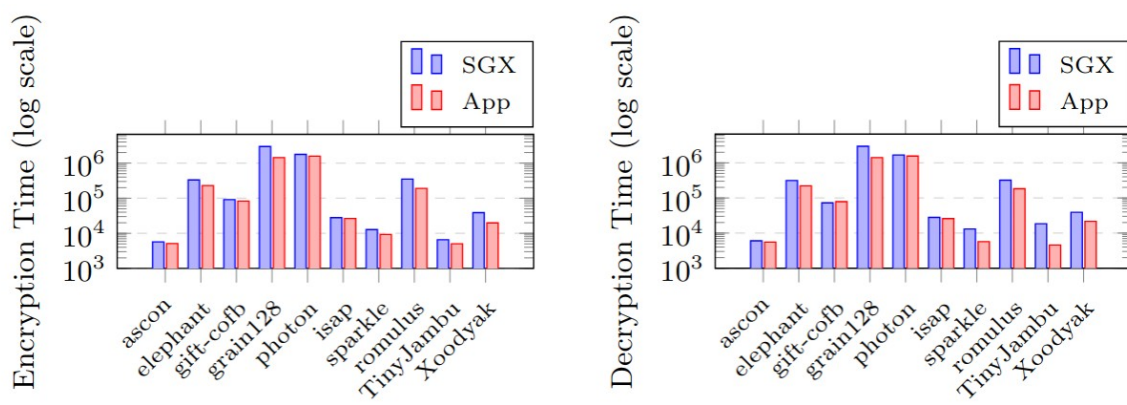 Encryption Time (log scale)
SGX
App
10^6
10^5
10^4
10^3
ascon
elephant
gift-cofb
grain128
photon
isap
sparkle
romulus
TinyJambu
Xoodyak
Decryption Time (log scale)
SGX
App
10^6
10^5
10^4
10^3
ascon
elephant
gift-cofb
grain128
photon
isap
sparkle
romulus
TinyJambu
Xoodyak